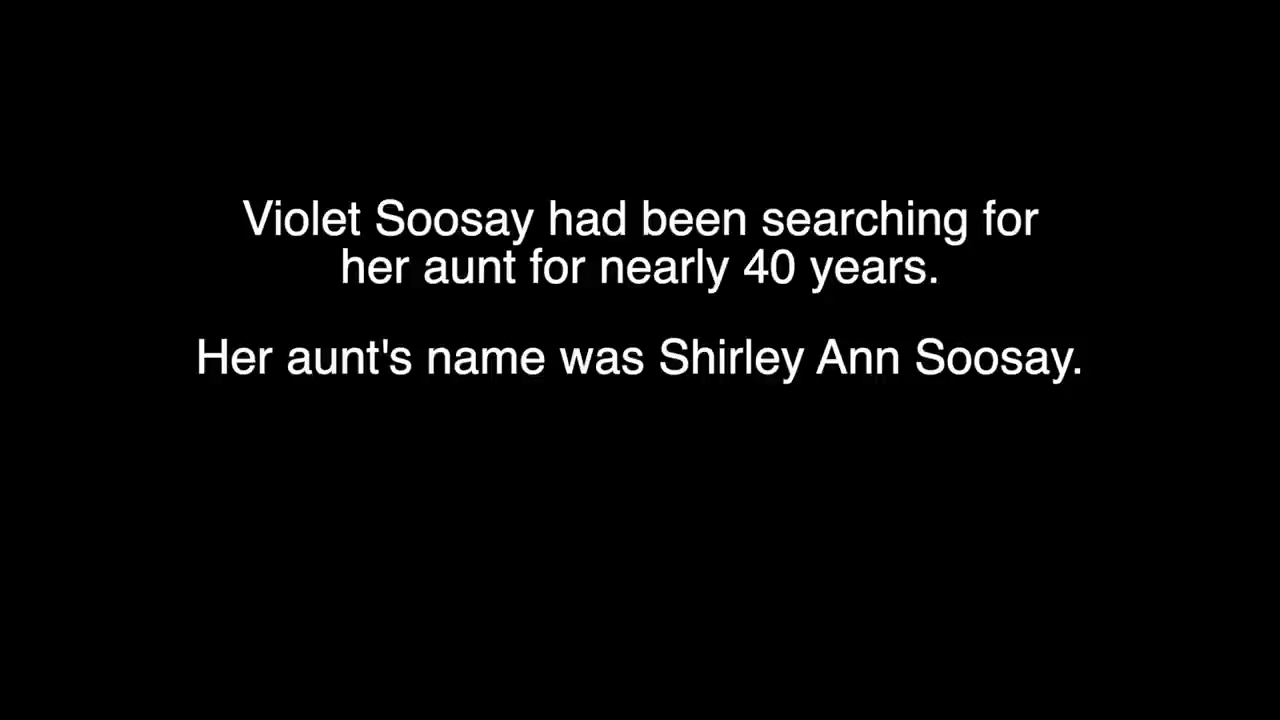 Violet Soosay had been searching for
her aunt for nearly 40 years.
Her aunt's name was Shirley Ann Soosay.